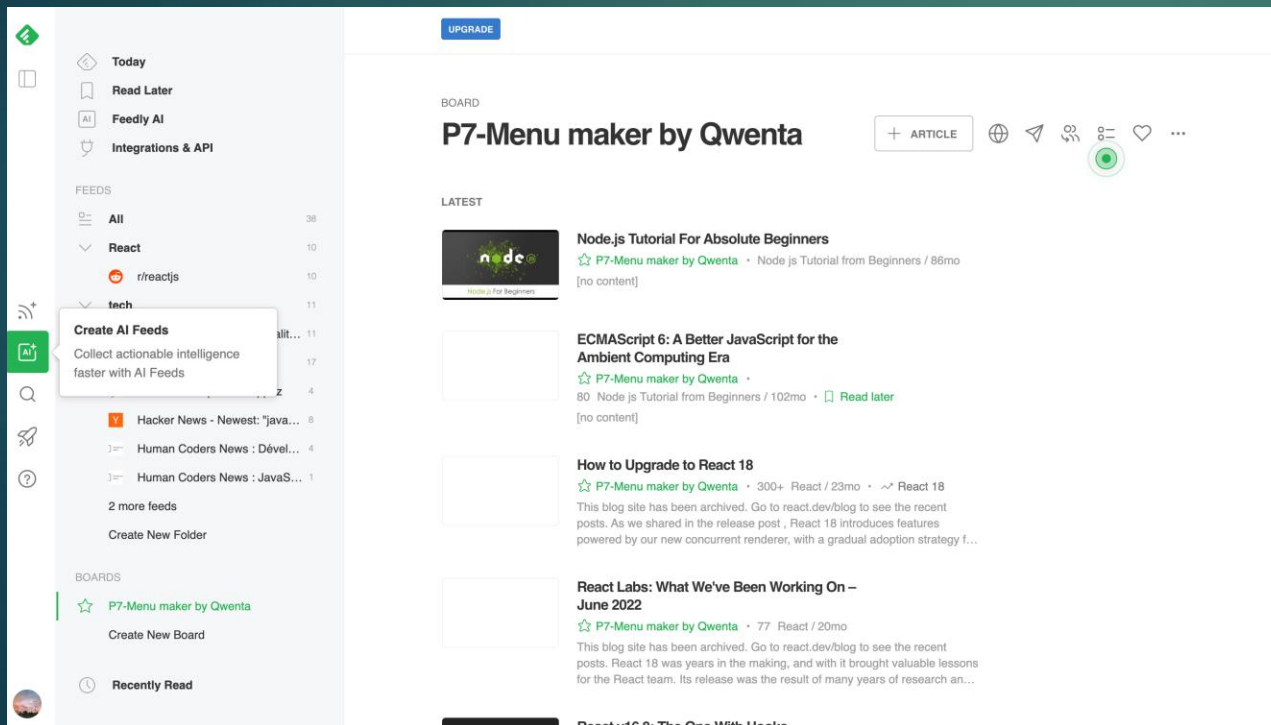 UPGRADE
Today
Read Later
AI
Feedly AI
Integrations & API
FEEDS
All 38
React 10
r/reactjs 10
tech 11
alit... 11
17
z 4
Y Hacker News - Newest: "java... 8
Human Coders News : Dével... 4
Human Coders News : JavaS... 1
2 more feeds
Create New Folder
BOARDS
P7-Menu maker by Qwenta
Create New Board
Recently Read
AI
Create AI Feeds
Collect actionable intelligence
faster with AI Feeds
BOARD
P7-Menu maker by Qwenta
+ ARTICLE
LATEST
node
Node.js For Beginners
Node.js Tutorial For Absolute Beginners
P7-Menu maker by Qwenta • Node js Tutorial from Beginners / 86mo
[no content]
ECMAScript 6: A Better JavaScript for the
Ambient Computing Era
P7-Menu maker by Qwenta •
80 Node js Tutorial from Beginners / 102mo • Read later
[no content]
How to Upgrade to React 18
P7-Menu maker by Qwenta • 300+ React / 23mo • React 18
This blog site has been archived. Go to react.dev/blog to see the recent
posts. As we shared in the release post , React 18 introduces features
powered by our new concurrent renderer, with a gradual adoption strategy f...
React Labs: What We've Been Working On –
June 2022
P7-Menu maker by Qwenta • 77 React / 20mo
This blog site has been archived. Go to react.dev/blog to see the recent
posts. React 18 was years in the making, and with it brought valuable lessons
for the React team. Its release was the result of many years of research an...
React v16.8: The One With Hooks